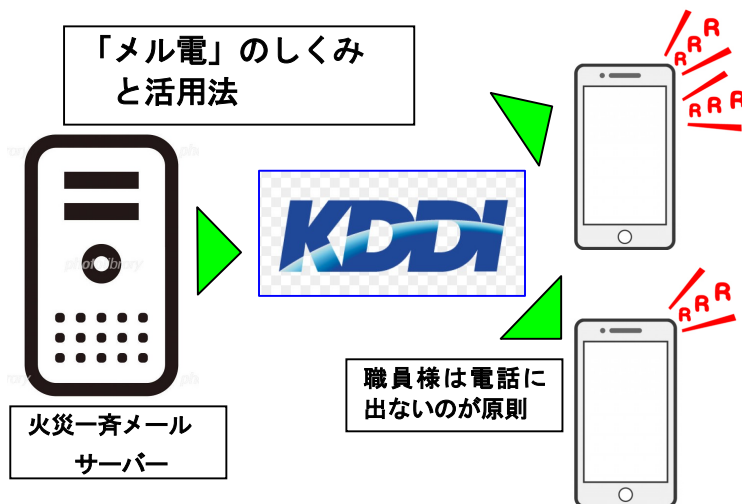 「メル電」のしくみ
と活用法
R
R
R
R R R
photolibrary
KDDI
R
R
R
職員様は電話に
出ないのが原則
火災一斉メール
サーバー